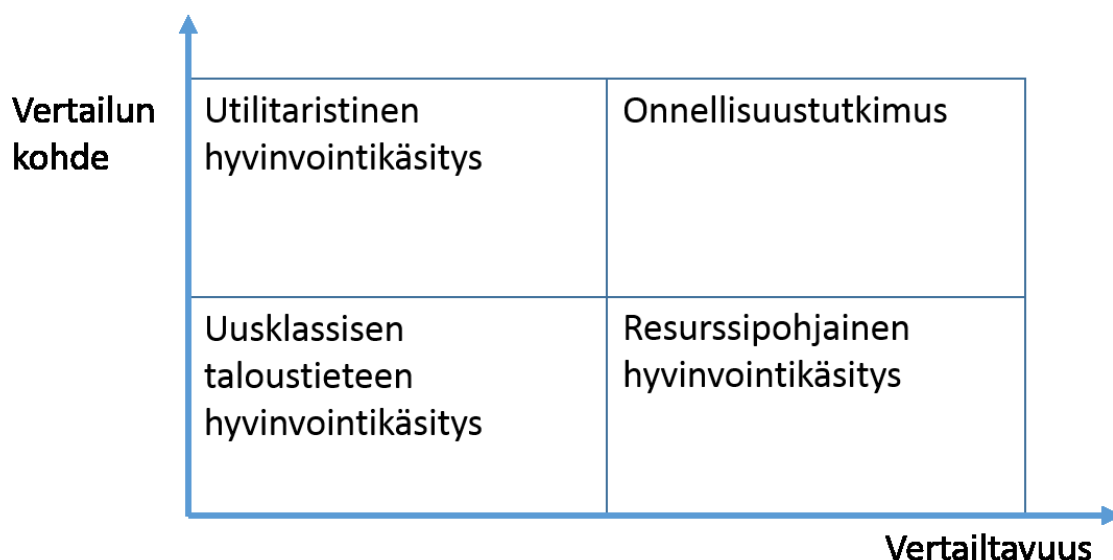 Vertailun
kohde
Utilitaristinen
hyvinvointikäsitys
Onnellisuustutkimus
Uusklassisen
taloustieteen
hyvinvointikäsitys
Resurssipohjainen
hyvinvointikäsitys
Vertailtavuus